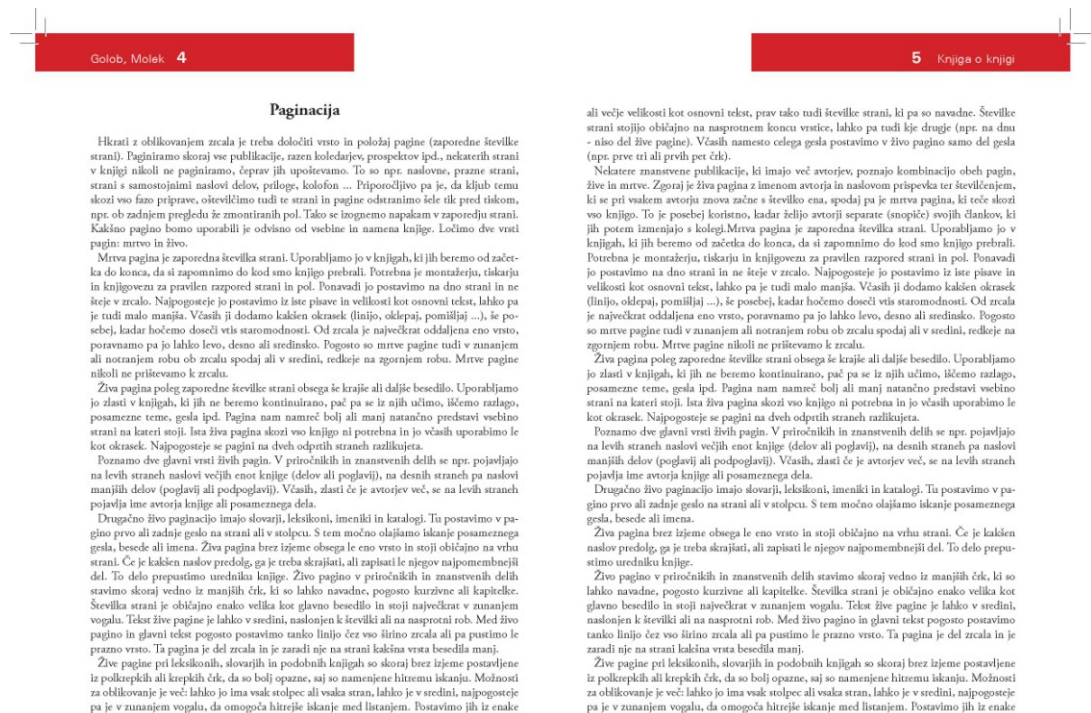 Golob, Molek 4
Paginacija
Hkrati z oblikovanjem zrcala je treba določiti vrsto in položaj pagine (zaporedne številke
strani). Paginiramo skoraj vse publikacije, razen koledarjev, prospektov ipd., nekaterih strani
v knjigi nikoli ne paginiramo, čeprav jih upoštevamo. To so npr. naslovne, prazne strani,
strani s samostojnimi naslovi delov, priloge, kolofon ... Priporočljivo pa je, da kljub temu
skozi vso fazo priprave, oštevilčimo tudi te strani in pagine odstranimo šele tik pred tiskom,
npr. ob zadnjem pregledu že zmontiranih pol. Tako se izognemo napakam v zaporedju strani.
Kakšno pagino bomo uporabili je odvisno od vsebine in namena knjige. Ločimo dve vrsti
pagin: mrtvo in živo.
Mrtva pagina je zaporedna številka strani. Uporabljamo jo v knjigah, ki jih beremo od začet-
ka do konca, da si zapomnimo do kod smo knjigo prebrali. Potrebna je montažerju, tiskarju
in knjigovezu za pravilen razpored strani in pol. Ponavadi jo postavimo na dno strani in ne
šteje v zrcalo. Najpogosteje jo postavimo iz iste pisave in velikosti kot osnovni tekst, lahko pa
je tudi malo manjša. Včasih ji dodamo kakšen okrasek (linijo, oklepaj, pomišljaj ...), še po-
sebej, kadar hočemo doseči vtis staromodnosti. Od zrcala je največkrat oddaljena eno vrsto,
poravnamo pa jo lahko levo, desno ali sredinsko. Pogosto so mrtve pagine tudi v zunanjem
ali notranjem robu ob zrcalu spodaj ali v sredini, redkeje na zgornjem robu. Mrtve pagine
nikoli ne prištevamo k zrcalu.
Živa pagina poleg zaporedne številke strani obsega še krajše ali daljše besedilo. Uporabljamo
jo zlasti v knjigah, ki jih ne beremo kontinuirano, pač pa se iz njih učimo, iščemo razlago,
posamezne teme, gesla ipd. Pagina nam namreč bolj ali manj natančno predstavi vsebino
strani na kateri stoji. Ista živa pagina skozi vso knjigo ni potrebna in jo včasih uporabimo le
kot okrasek. Najpogosteje se pagini na dveh odprtih straneh razlikujeta.
Poznamo dve glavni vrsti živih pagin. V priročnikih in znanstvenih delih se npr. pojavljajo
na levih straneh naslovi večjih enot knjige (delov ali poglavij), na desnih straneh pa naslovi
manjših delov (poglavij ali podpoglavij). Včasih, zlasti če je avtorjev več, se na levih straneh
pojavlja ime avtorja knjige ali posameznega dela.
Drugačno živo paginacijo imajo slovarji, leksikoni, imeniki in katalogi. Tu postavimo v pa-
gino prvo ali zadnje geslo na strani ali v stolpcu. S tem močno olajšamo iskanje posameznega
gesla, besede ali imena. Živa pagina brez izjeme obsega le eno vrsto in stoji običajno na vrhu
strani. Če je kakšen naslov predolg, ga je treba skrajšati, ali zapisati le njegov najpomembnejši
del. To delo prepustimo uredniku knjige. Živo pagino v priročnikih in znanstvenih delih
stavimo skoraj vedno iz manjših črk, ki so lahko navadne, pogosto kurzivne ali kapitelke.
Številka strani je običajno enako velika kot glavno besedilo in stoji največkrat v zunanjem
vogalu. Tekst žive pagine je lahko v sredini, naslonjen k številki ali na nasprotni rob. Med živo
pagino in glavni tekst pogosto postavimo tanko linijo čez vso širino zrcala ali pa pustimo le
prazno vrsto. Ta pagina je del zrcala in je zaradi nje na strani kakšna vrsta besedila manj.
Žive pagine pri leksikonih, slovarjih in podobnih knjigah so skoraj brez izjeme postavljene
iz polkrepkih ali krepkih črk, da so bolj opazne, saj so namenjene hitremu iskanju. Možnosti
za oblikovanje je več: lahko jo ima vsak stolpec ali vsaka stran, lahko je v sredini, najpogosteje
pa je v zunanjem vogalu, da omogoča hitrejše iskanje med listanjem. Postavimo jih iz enake
5 Knjiga o knjigi
ali večje velikosti kot osnovni tekst, prav tako tudi številke strani, ki pa so navadne. Številke
strani stojijo običajno na nasprotnem koncu vrstice, lahko pa tudi kje drugje (npr. na dnu
- niso del žive pagine). Včasih namesto celega gesla postavimo v živo pagino samo del gesla
(npr. prve tri ali prvih pet črk).
Nekatere znanstvene publikacije, ki imajo več avtorjev, poznajo kombinacijo obeh pagin,
žive in mrtve. Zgoraj je živa pagina z imenom avtorja in naslovom prispevka ter številčenjem,
ki se pri vsakem avtorju znova začne s številko ena, spodaj pa je mrtva pagina, ki teče skozi
vso knjigo. To je posebej koristno, kadar želijo avtorji separate (snopiče) svojih člankov, ki
jih potem izmenjajo s kolegi.Mrtva pagina je zaporedna številka strani. Uporabljamo jo v
knjigah, ki jih beremo od začetka do konca, da si zapomnimo do kod smo knjigo prebrali.
Potrebna je montažerju, tiskarju in knjigovezu za pravilen razpored strani in pol. Ponavadi
jo postavimo na dno strani in ne šteje v zrcalo. Najpogosteje jo postavimo iz iste pisave in
velikosti kot osnovni tekst, lahko pa je tudi malo manjša. Včasih ji dodamo kakšen okrasek
(linijo, oklepaj, pomišljaj ...), še posebej, kadar hočemo doseči vtis staromodnosti. Od zrcala
je največkrat oddaljena eno vrsto, poravnamo pa jo lahko levo, desno ali sredinsko. Pogosto
so mrtve pagine tudi v zunanjem ali notranjem robu ob zrcalu spodaj ali v sredini, redkeje na
zgornjem robu. Mrtve pagine nikoli ne prištevamo k zrcalu.
Živa pagina poleg zaporedne številke strani obsega še krajše ali daljše besedilo. Uporabljamo
jo zlasti v knjigah, ki jih ne beremo kontinuirano, pač pa se iz njih učimo, iščemo razlago,
posamezne teme, gesla ipd. Pagina nam namreč bolj ali manj natančno predstavi vsebino
strani na kateri stoji. Ista živa pagina skozi vso knjigo ni potrebna in jo včasih uporabimo le
kot okrasek. Najpogosteje se pagini na dveh odprtih straneh razlikujeta.
Poznamo dve glavni vrsti živih pagin. V priročnikih in znanstvenih delih se npr. pojavljajo
na levih straneh naslovi večjih enot knjige (delov ali poglavij), na desnih straneh pa naslovi
manjših delov (poglavij ali podpoglavij). Včasih, zlasti če je avtorjev več, se na levih straneh
pojavlja ime avtorja knjige ali posameznega dela.
Drugačno živo paginacijo imajo slovarji, leksikoni, imeniki in katalogi. Tu postavimo v pa-
gino prvo ali zadnje geslo na strani ali v stolpcu. S tem močno olajšamo iskanje posameznega
gesla, besede ali imena.
Živa pagina brez izjeme obsega le eno vrsto in stoji običajno na vrhu strani. Če je kakšen
naslov predolg, ga je treba skrajšati, ali zapisati le njegov najpomembnejši del. To delo prepu-
stimo uredniku knjige.
Živo pagino v priročnikih in znanstvenih delih stavimo skoraj vedno iz manjših črk, ki so
lahko navadne, pogosto kurzivne ali kapitelke. Številka strani je običajno enako velika kot
glavno besedilo in stoji največkrat v zunanjem vogalu. Tekst žive pagine je lahko v sredini,
naslonjen k številki ali na nasprotni rob. Med živo pagino in glavni tekst pogosto postavimo
tanko linijo čez vso širino zrcala ali pa pustimo le prazno vrsto. Ta pagina je del zrcala in je
zaradi nje na strani kakšna vrsta besedila manj.
Žive pagine pri leksikonih, slovarjih in podobnih knjigah so skoraj brez izjeme postavljene
iz polkrepkih ali krepkih črk, da so bolj opazne, saj so namenjene hitremu iskanju. Možnosti
za oblikovanje je več: lahko jo ima vsak stolpec ali vsaka stran, lahko je v sredini, najpogosteje
pa je v zunanjem vogalu, da omogoča hitrejše iskanje med listanjem. Postavimo jih iz enake